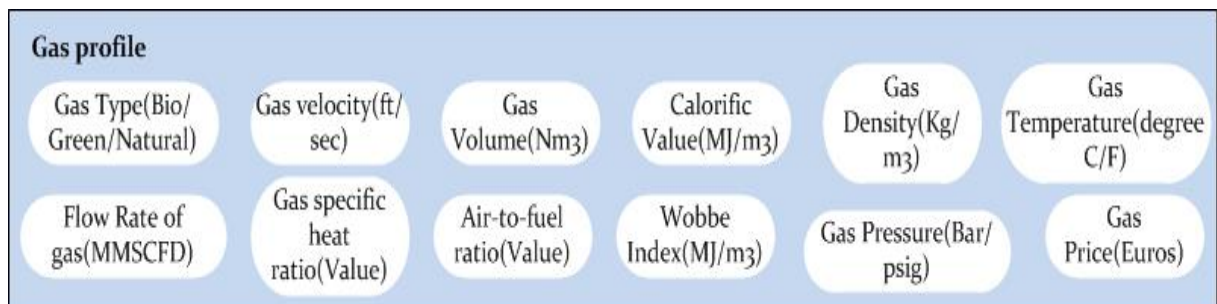 Gas profile
Gas Type(Bio/
Green/Natural)
Gas velocity(ft/
sec)
Gas
Volume(Nm3)
Calorific
Value(MJ/m3)
Gas
Density(Kg/
m3)
Gas
Temperature(degree
C/F)
Flow Rate of
gas(MMSCFD)
Gas specific
heat
ratio(Value)
Air-to-fuel
ratio(Value)
Wobbe
Index(MJ/m3)
Gas Pressure(Bar/
psig)
Gas
Price(Euros)